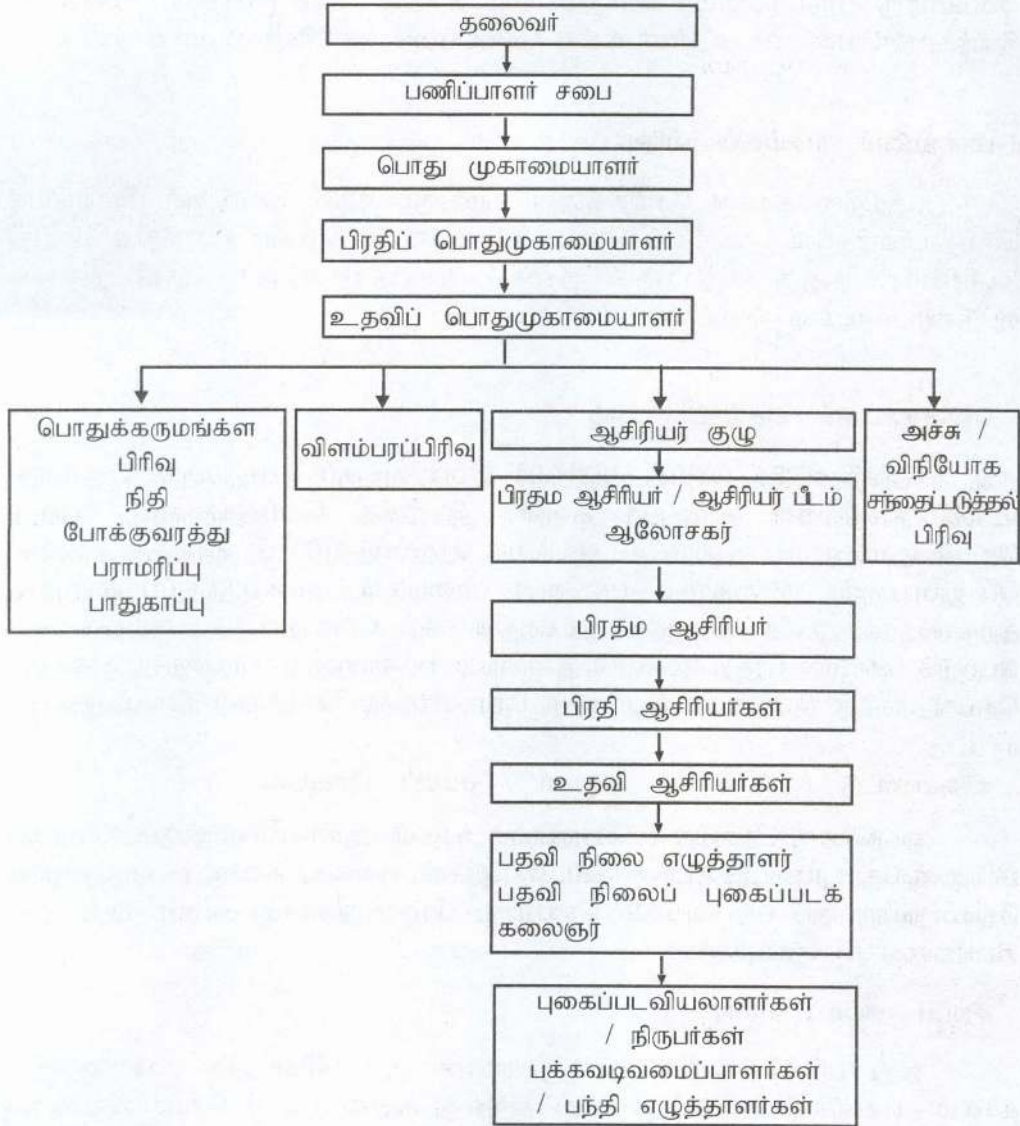 தலைவர்
பணிப்பாளர் சபை
பொது முகாமையாளர்
பிரதிப் பொதுமுகாமையாளர்
உதவிப் பொதுமுகாமையாளர்
பொதுக்கருமங்கள
பிரிவு
நிதி
போக்குவரத்து
பராமரிப்பு
பாதுகாப்பு
விளம்பரப்பிரிவு
ஆசிரியர் குழு
பிரதம ஆசிரியர் / ஆசிரியர் பீடம்
ஆலோசகர்
பிரதம ஆசிரியர்
பிரதி ஆசிரியர்கள்
உதவி ஆசிரியர்கள்
பதவி நிலை எழுத்தாளர்
பதவி நிலைப் புகைப்படக்
கலைஞர்
புகைப்படவியலாளர்கள்
/ நிருபர்கள்
பக்கவடிவமைப்பாளர்கள்
/ பந்தி எழுத்தாளர்கள்
அச்சு /
விநியோக
சந்தைப்படுத்தல்
பிரிவு